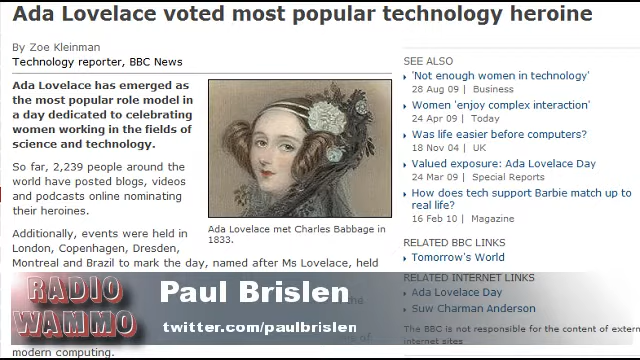 Ada Lovelace voted most popular technology heroine
By Zoe Kleinman
Technology reporter, BBC News
Ada Lovelace has emerged as
the most popular role model in
a day dedicated to celebrating
women working in the fields of
science and technology.
So far, 2,239 people around the
world have posted blogs, videos
and podcasts online nominating
their heroines.
Ada Lovelace met Charles Babbage in
1833.
Additionally, events were held in
London, Copenhagen, Dresden,
Montreal and Brazil to mark the day, named after Ms Lovelace, held
the
of
modern computing.
SEE ALSO
'Not enough women in technology'
28 Aug 09 | Business
Women 'enjoy complex interaction'
24 Apr 09 | Today
Was life easier before computers?
18 Nov 04 | UK
Valued exposure: Ada Lovelace Day
24 Mar 09 | Special Reports
How does tech support Barbie match up to
real life?
16 Feb 10 | Magazine
RELATED BBC LINKS
Tomorrow's World
RELATED INTERNET LINKS
Ada Lovelace Day
Suw Charman Anderson
The BBC is not responsible for the content of external
internet sites
RADIO
WAMMO
Paul Brislen
twitter.com/paulbrislen